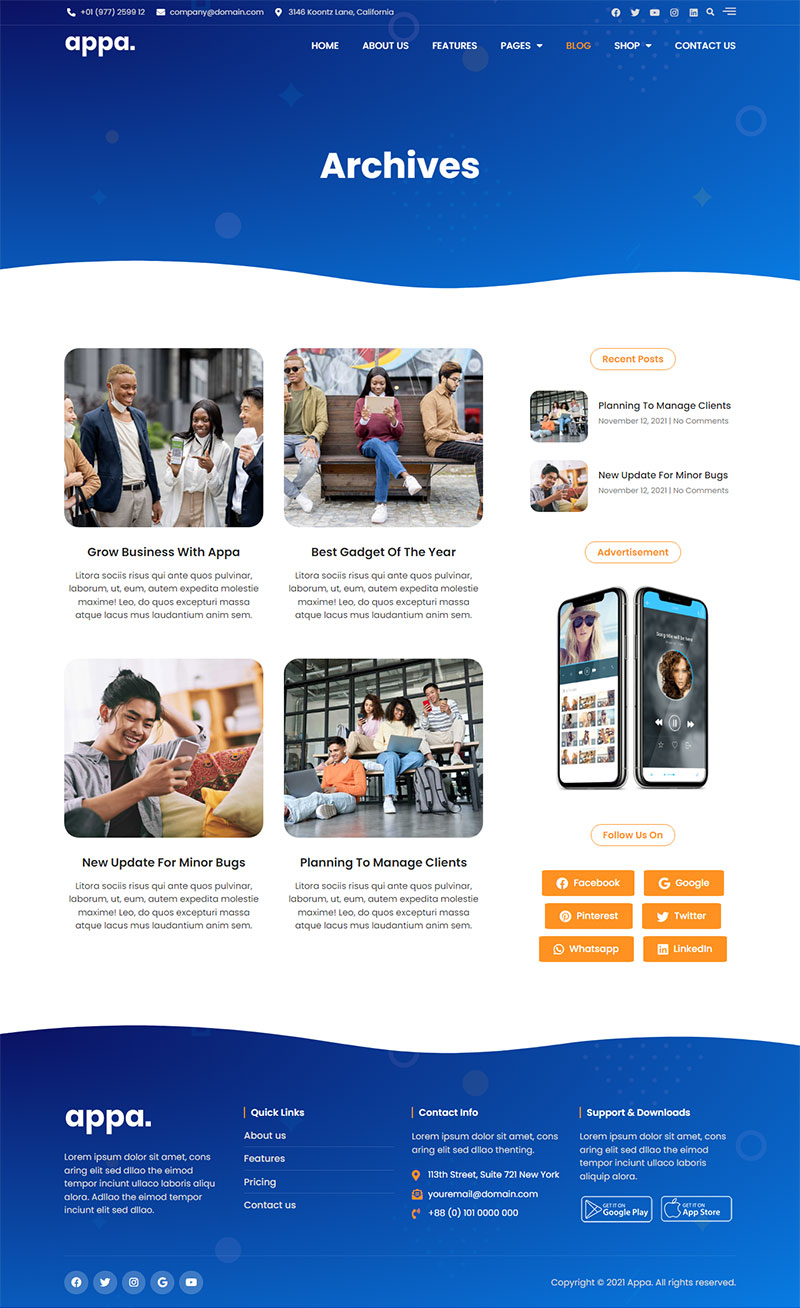 +01 (977) 2599 12 company@domain.com 3146 Koontz Lane, California
appa.
HOME ABOUT US FEATURES PAGES BLOG SHOP CONTACT US
Archives
Grow Business With Appa
Litora sociis risus qui ante quos pulvinar,
laborum, ut, eum, autem expedita molestie
maxime! Leo, do quos excepturi massa
atque lacus mus laudantium anim sem.
Best Gadget Of The Year
Litora sociis risus qui ante quos pulvinar,
laborum, ut, eum, autem expedita molestie
maxime! Leo, do quos excepturi massa
atque lacus mus laudantium anim sem.
New Update For Minor Bugs
Litora sociis risus qui ante quos pulvinar,
laborum, ut, eum, autem expedita molestie
maxime! Leo, do quos excepturi massa
atque lacus mus laudantium anim sem.
Planning To Manage Clients
Litora sociis risus qui ante quos pulvinar,
laborum, ut, eum, autem expedita molestie
maxime! Leo, do quos excepturi massa
atque lacus mus laudantium anim sem.
Recent Posts
Planning To Manage Clients
November 12, 2021 | No Comments
New Update For Minor Bugs
November 12, 2021 | No Comments
Advertisement
Song title will be here
Follow Us On
Facebook Google
Pinterest Twitter
Whatsapp LinkedIn
appa.
Lorem ipsum dolor sit amet, cons
aring elit sed dllao the eimod
tempor inciunt ullaco laboris aliqu
alora. Adllao the eimod tempor
inciunt elit sed dllao.
Quick Links
About us
Features
Pricing
Contact us
Contact Info
Lorem ipsum dolor sit amet, cons
aring elit sed dllao thenting.
113th Street, Suite 721 New York
youremail@domain.com
+88 (0) 101 0000 000
Support & Downloads
Lorem ipsum dolor sit amet, cons
aring elit sed dllao the eimod
tempor inciunt ullaco laboris
aliquip alora.
GET IT ON
Google Play
GET IT ON
App Store
Copyright © 2021 Appa. All rights reserved.